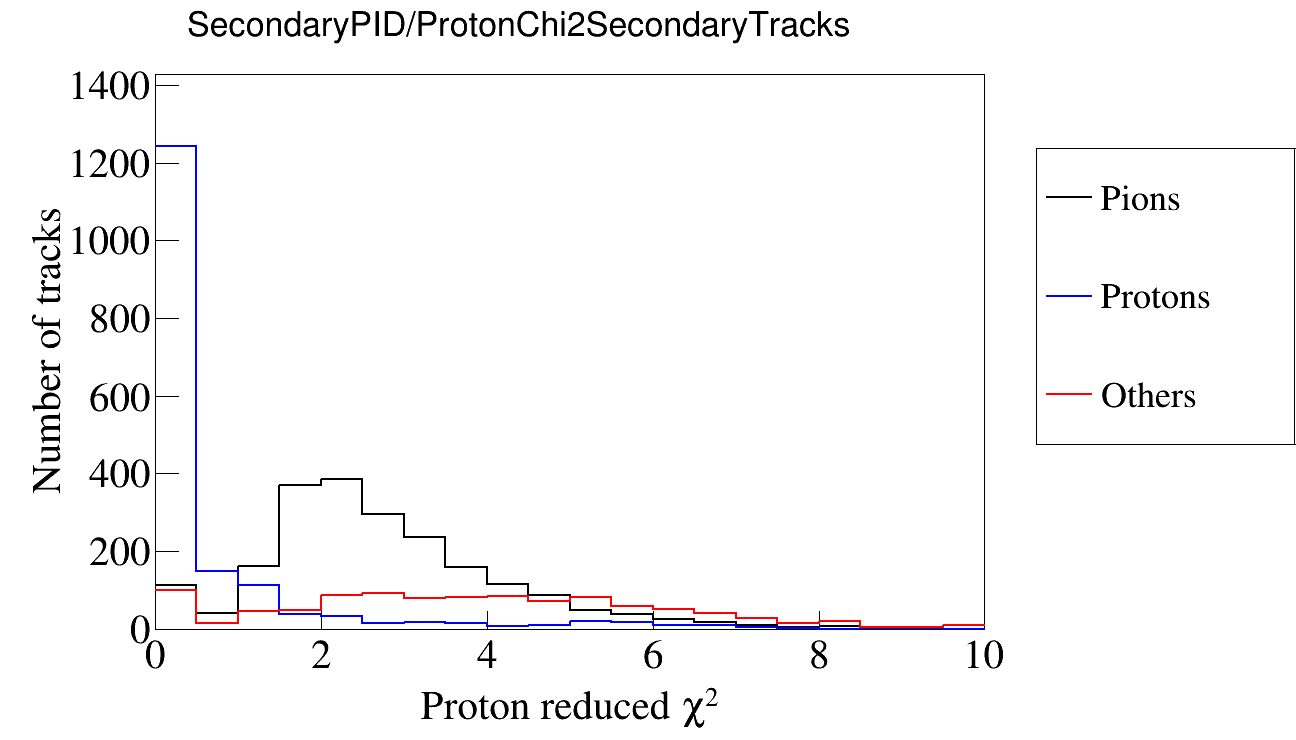 SecondaryPID/ProtonChi2SecondaryTracks
1400
1200
1000
800
600
400
200
0
Number of tracks
0 2 4 6 8 10
Proton reduced χ²
Pions
Protons
Others